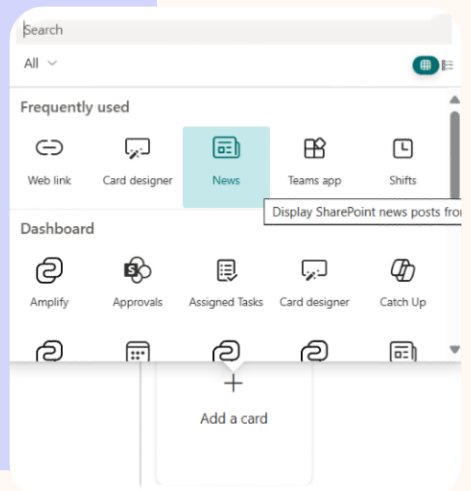 Search
All
Frequently used
Web link Card designer News Teams app Shifts
Display SharePoint news posts
Dashboard
Amplify Approvals Assigned Tasks Card designer Catch Up
Add a card